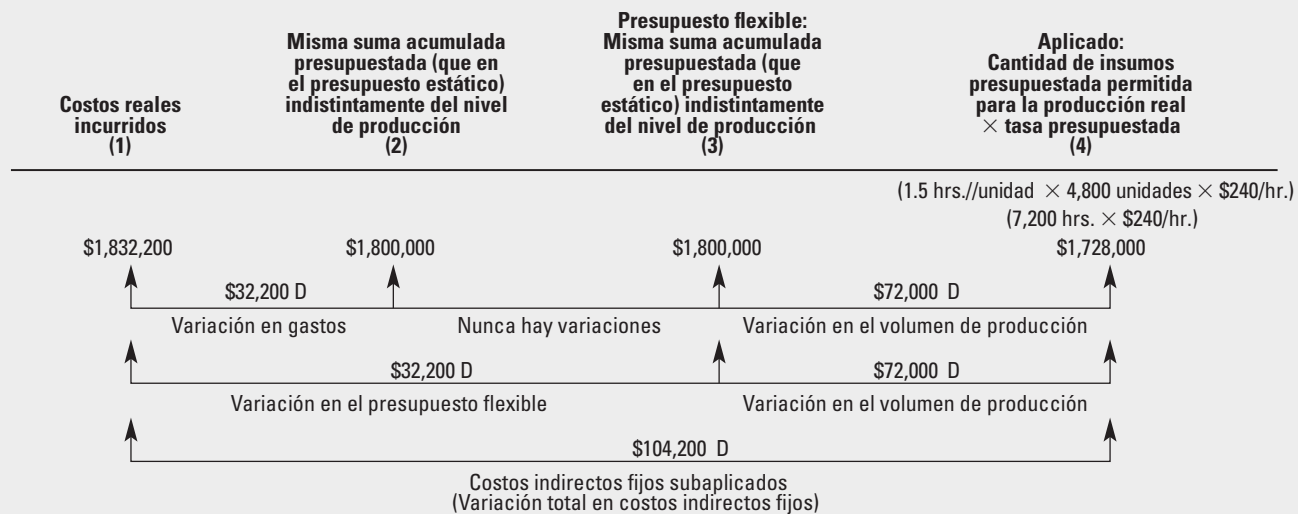 Costos reales
incurridos
(1)
Misma suma acumulada
presupuestada (que en
el presupuesto estático)
indistintamente del nivel
de producción
(2)
Presupuesto flexible:
Misma suma acumulada
presupuestada (que
en el presupuesto
estático) indistintamente
del nivel de producción
(3)
Aplicado:
Cantidad de insumos
presupuestada permitida
para la producción real
× tasa presupuestada
(4)
(1.5 hrs.//unidad × 4,800 unidades × $240/hr.)
(7,200 hrs. × $240/hr.)
$1,832,200 $1,800,000 $1,800,000 $1,728,000
$32,200 D $72,000 D
Variación en gastos Nunca hay variaciones Variación en el volumen de producción
$32,200 D $72,000 D
Variación en el presupuesto flexible Variación en el volumen de producción
$104,200 D
Costos indirectos fijos subaplicados
(Variación total en costos indirectos fijos)